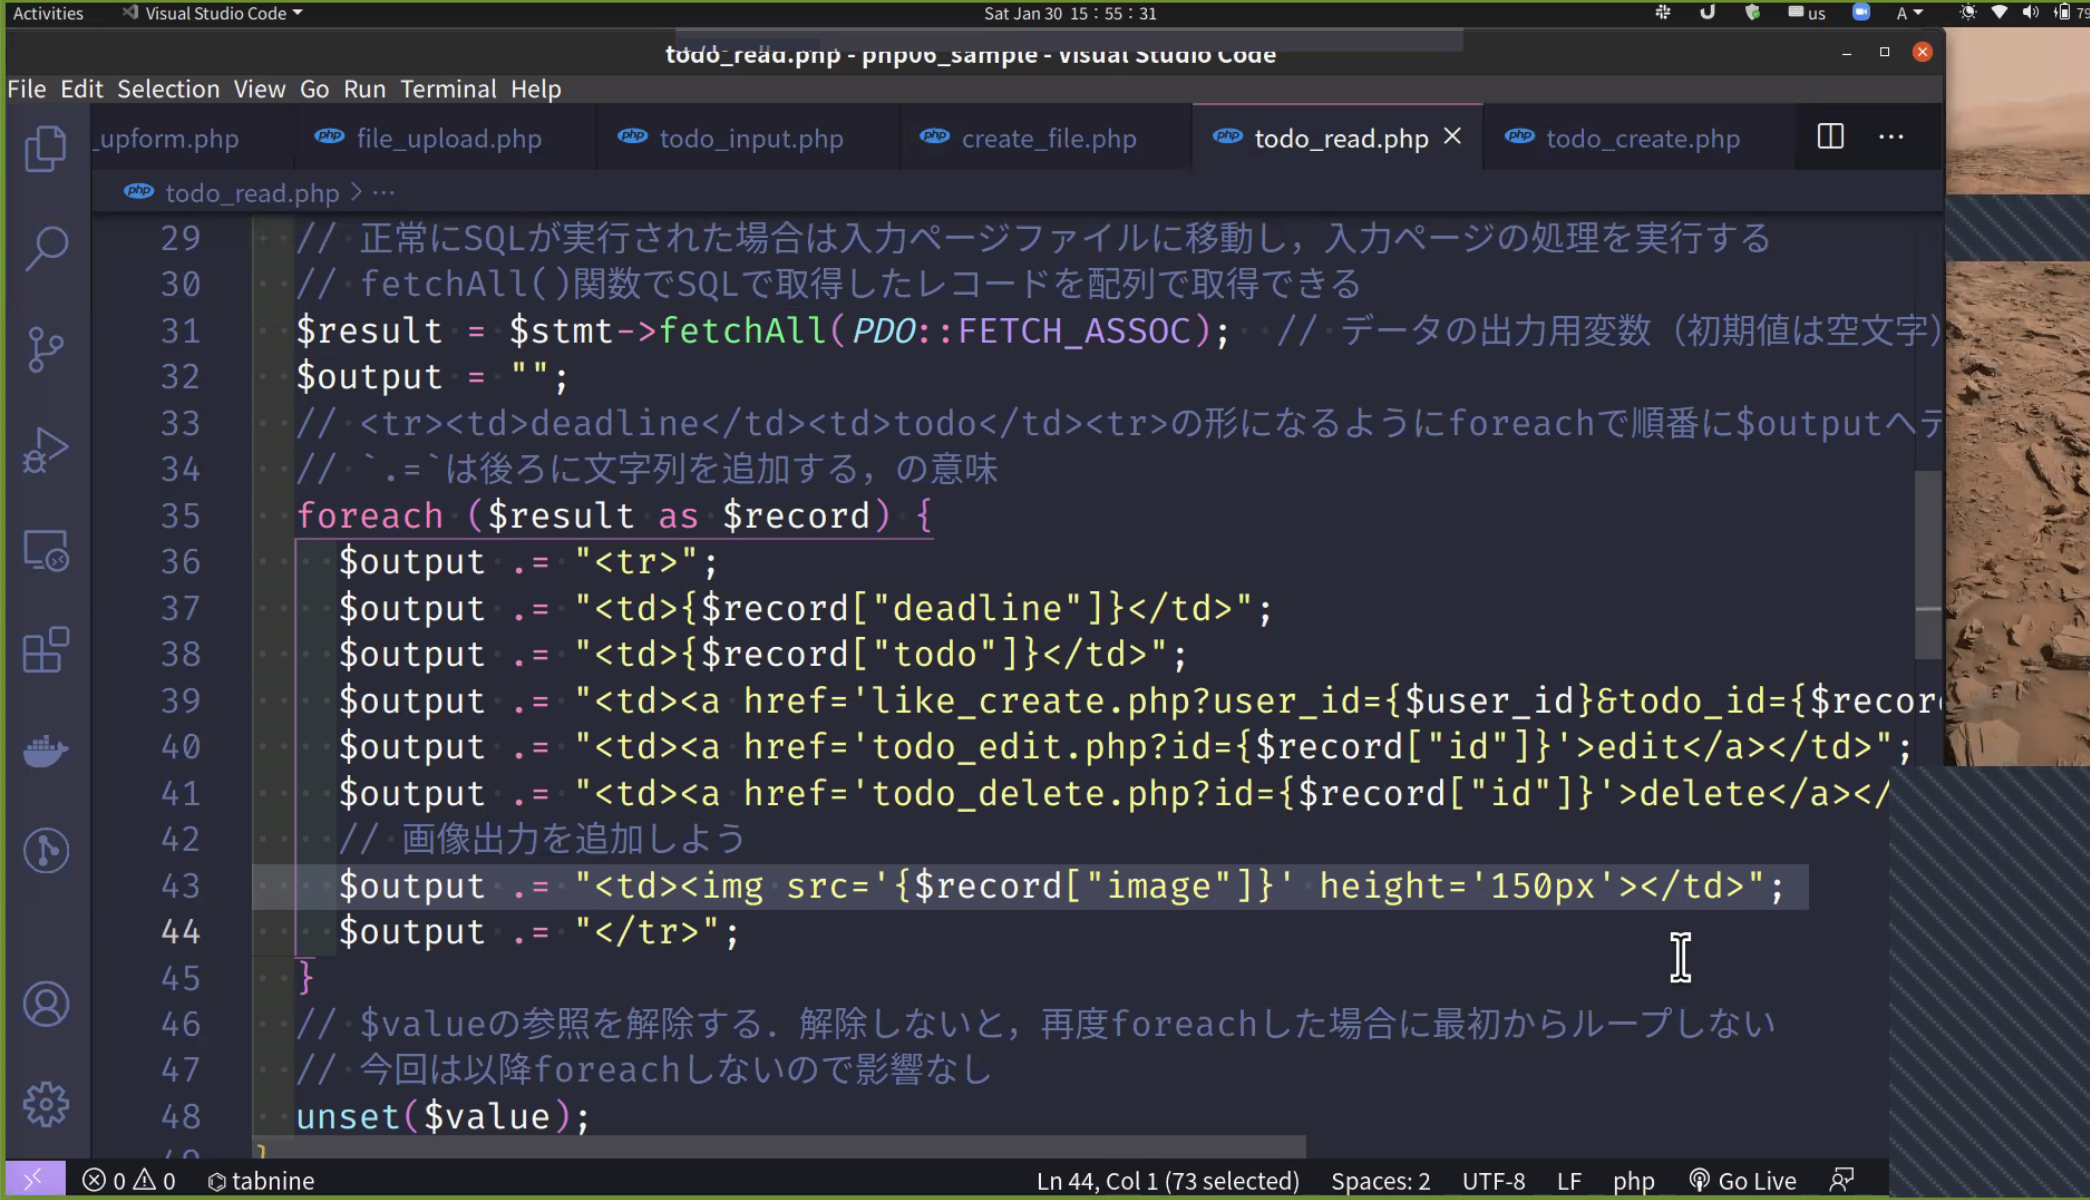 Activities Visual Studio Code Sat Jan 30 15:55:31 us A 79
todo_read.php - php06_sample - Visual Studio Code
File Edit Selection View Go Run Terminal Help
_upform.php file_upload.php todo_input.php create_file.php todo_read.php todo_create.php
todo_read.php > ...
29 // 正常にSQLが実行された場合は入力ページファイルに移動し，入力ページの処理を実行する
30 // fetchAll()関数でSQLで取得したレコードを配列で取得できる
31 $result = $stmt->fetchAll(PDO::FETCH_ASSOC); // データの出力用変数（初期値は空文字）
32 $output = "";
33 // <tr><td>deadline</td><td>todo</td><tr>の形になるようにforeachで順番に$outputへデ
34 // `.=`は後ろに文字列を追加する，の意味
35 foreach ($result as $record) {
36 $output .= "<tr>";
37 $output .= "<td>{$record["deadline"]}</td>";
38 $output .= "<td>{$record["todo"]}</td>";
39 $output .= "<td><a href='like_create.php?user_id={$user_id}&todo_id={$recor
40 $output .= "<td><a href='todo_edit.php?id={$record["id"]}'>edit</a></td>";
41 $output .= "<td><a href='todo_delete.php?id={$record["id"]}'>delete</a></
42 // 画像出力を追加しよう
43 $output .= "<td><img src='{$record["image"]}' height='150px'></td>";
44 $output .= "</tr>";
45 }
46 // $valueの参照を解除する．解除しないと，再度foreachした場合に最初からループしない
47 // 今回は以降foreachしないので影響なし
48 unset($value);
0 0 tabnine Ln 44, Col 1 (73 selected) Spaces: 2 UTF-8 LF php Go Live